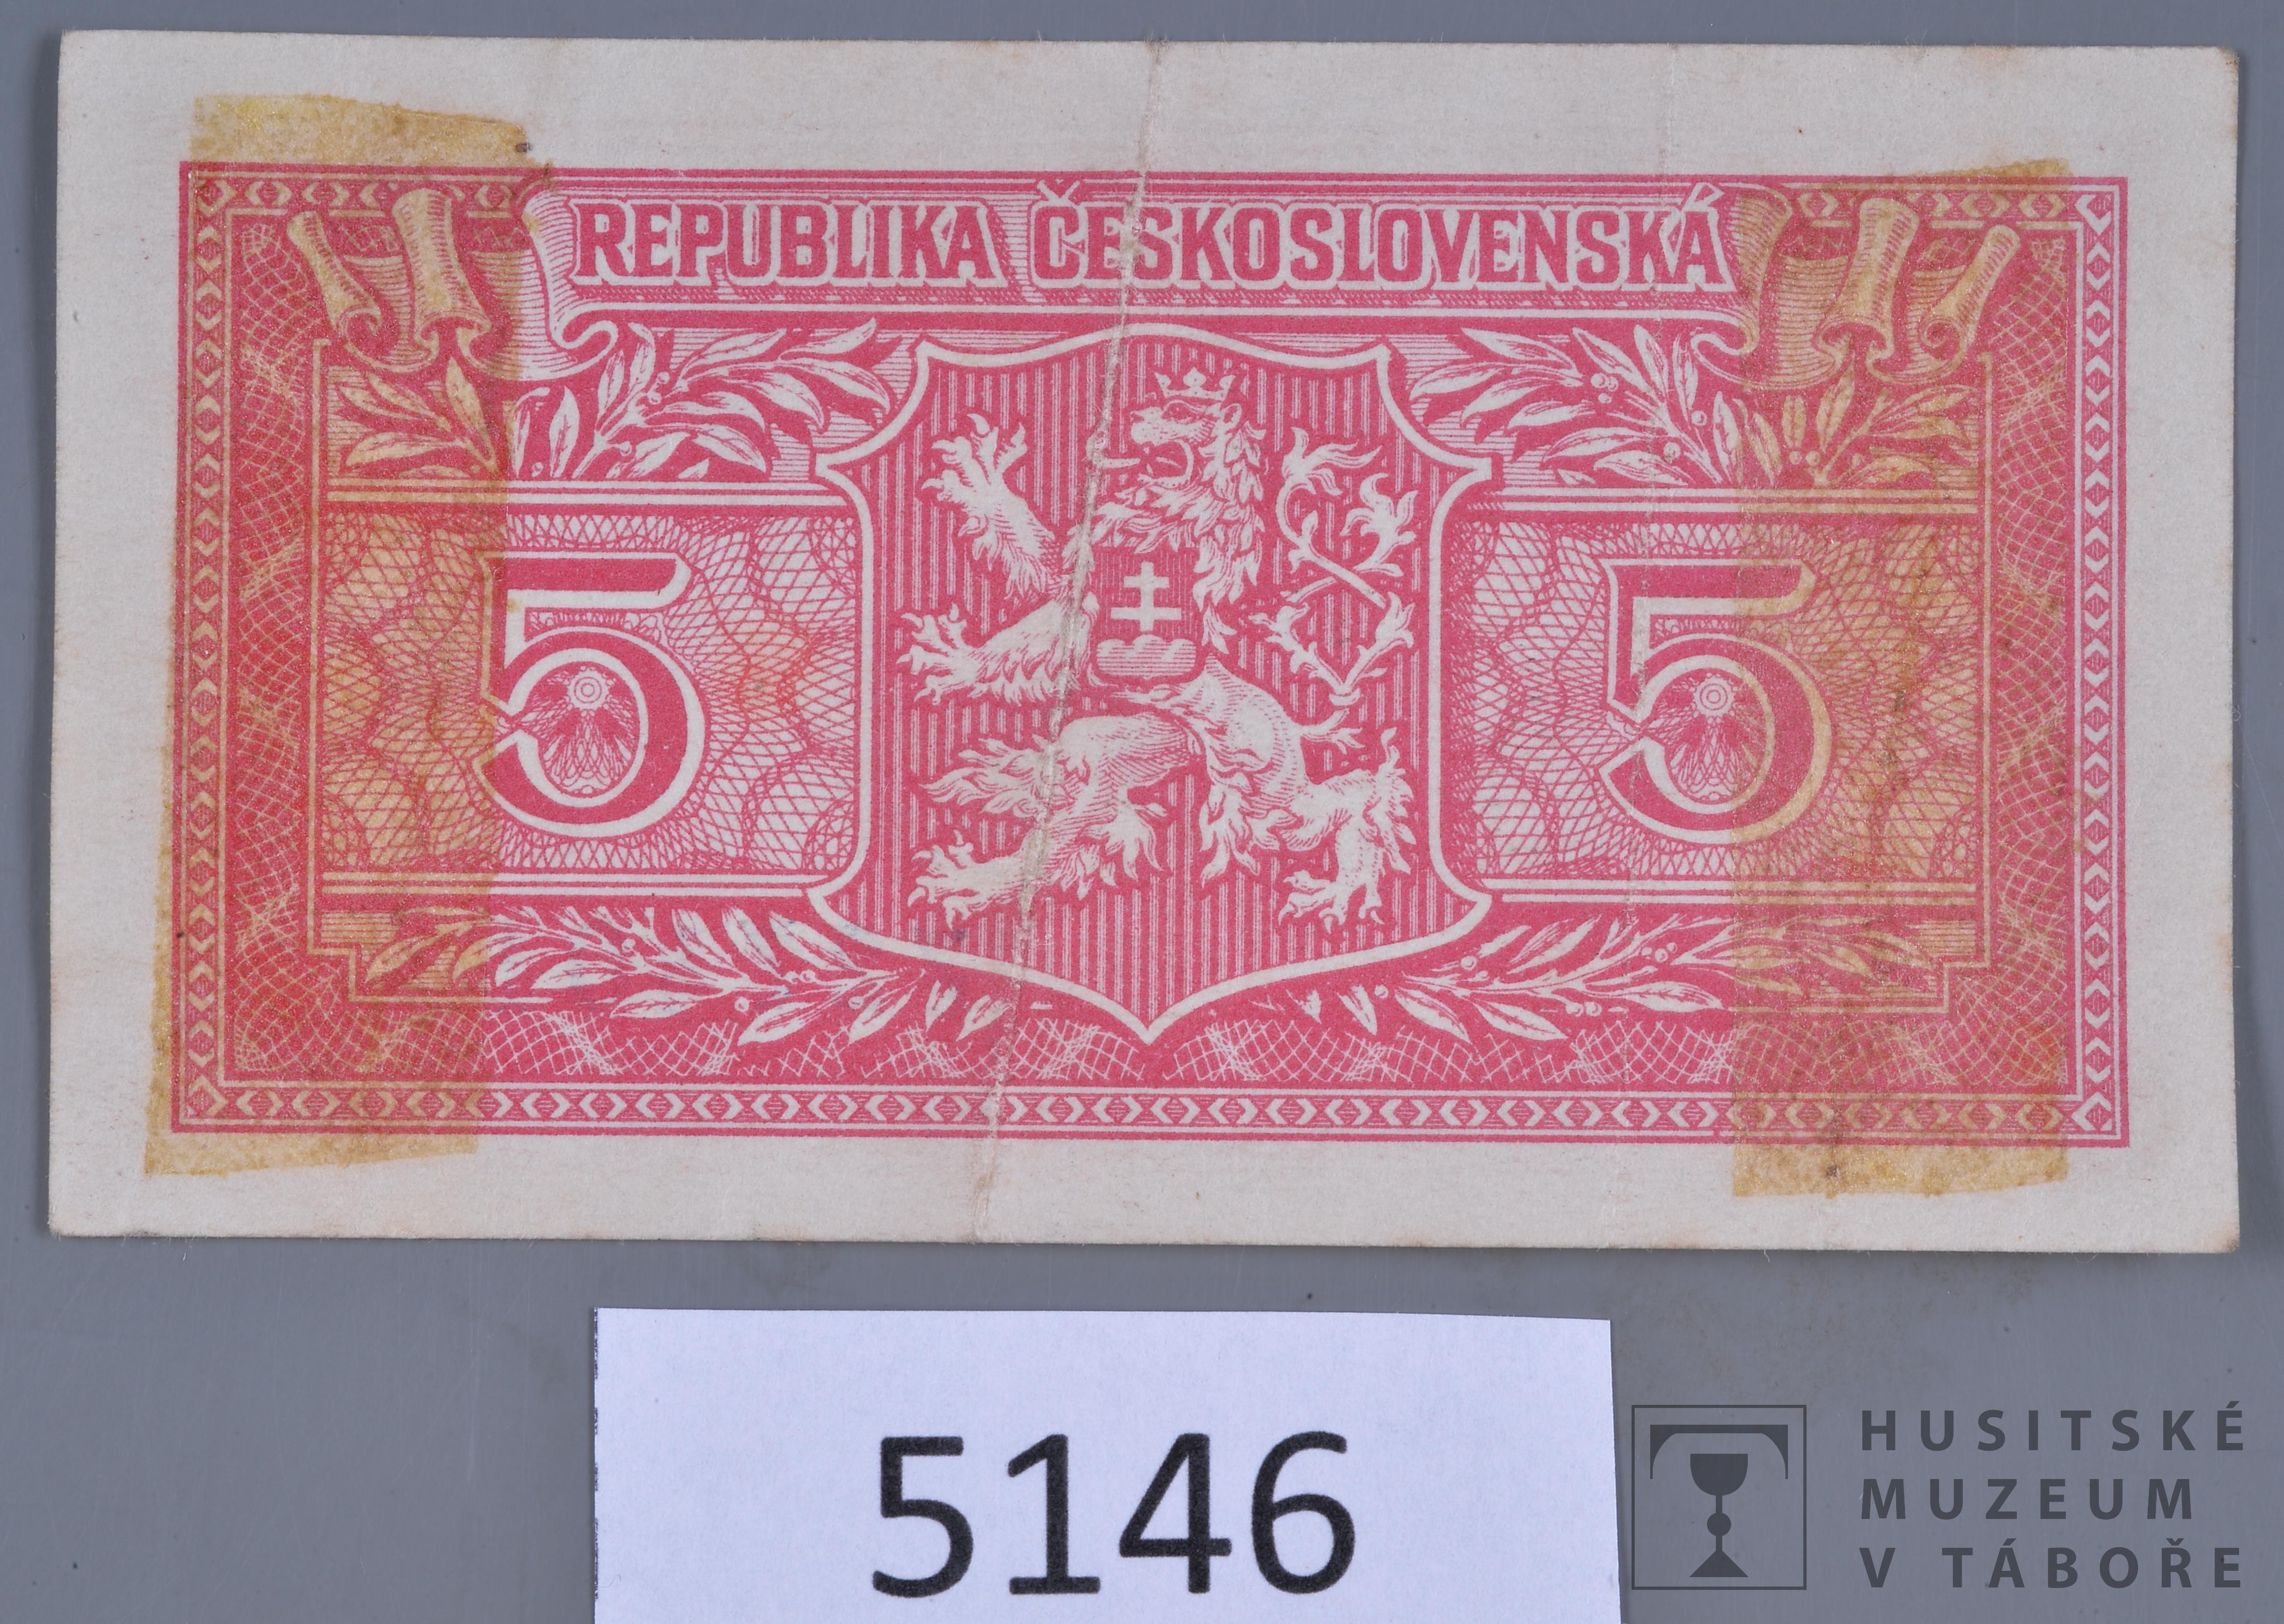 REPUBLIKA ČESKOSLOVENSKÁ
5 5
5146
HUSITSKÉ
MUZEUM
V TÁBOŘE